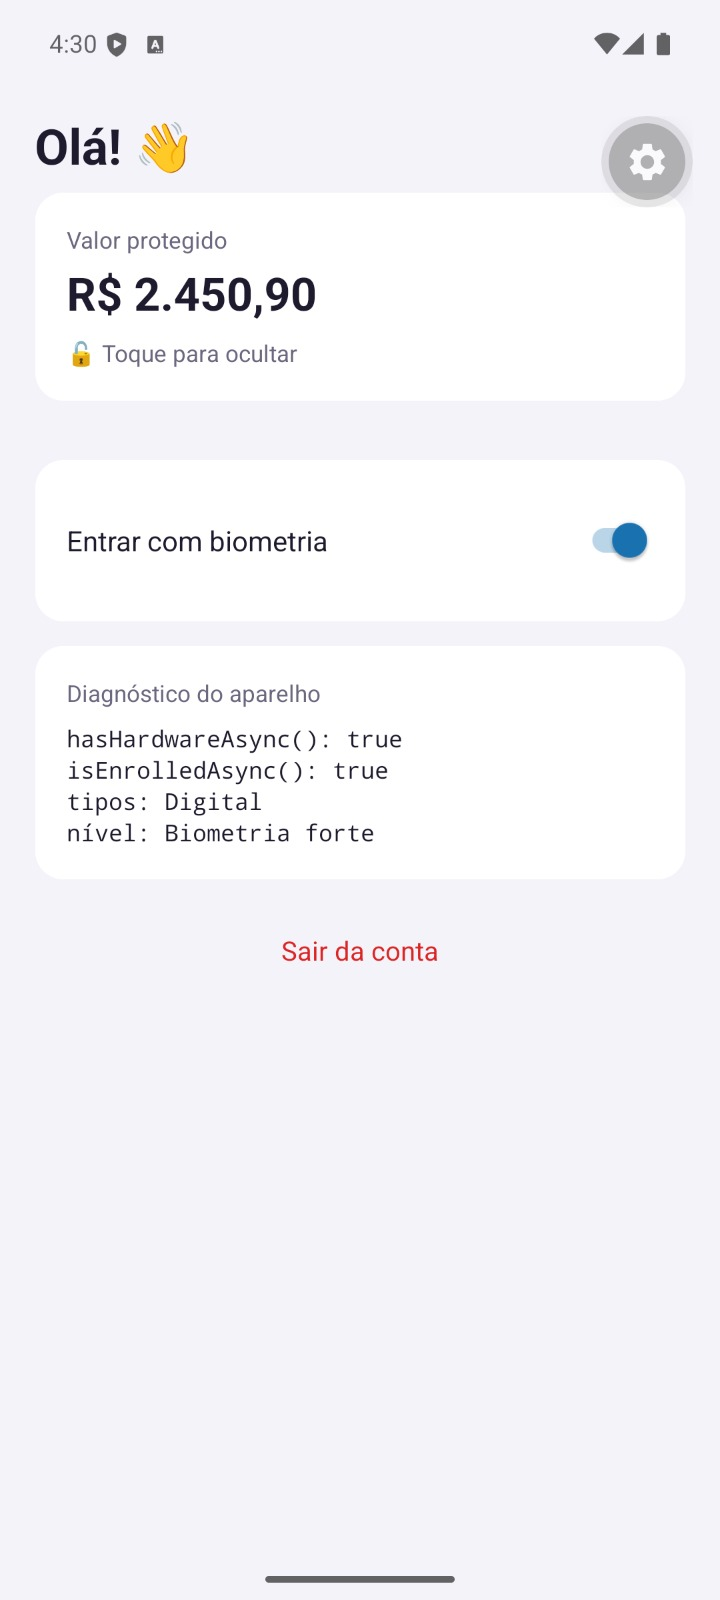 4:30
Olá! 👋
Valor protegido
R$ 2.450,90
🔓 Toque para ocultar
Entrar com biometria
Diagnóstico do aparelho
hasHardwareAsync(): true
isEnrolledAsync(): true
tipos: Digital
nível: Biometria forte
Sair da conta